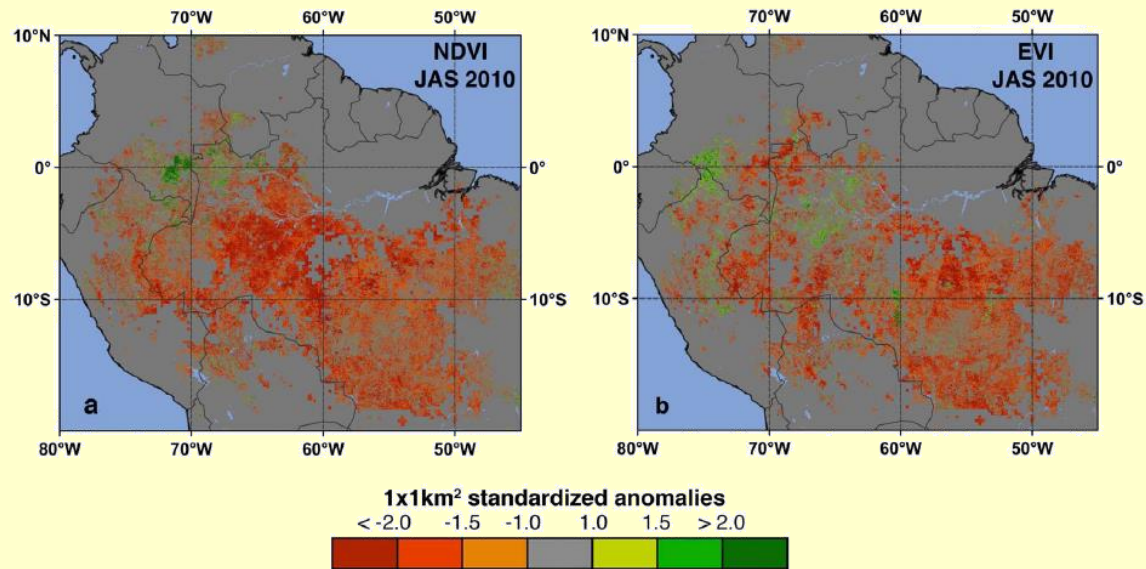 70°W 60°W 50°W 70°W 60°W 50°W
10°N 10°N
NDVI EVI
JAS 2010 JAS 2010
0° 0° 0° 0°
10°S 10°S 10°S 10°S
a b
80°W 70°W 60°W 50°W 80°W 70°W 60°W 50°W
1x1km² standardized anomalies
< -2.0 -1.5 -1.0 1.0 1.5 > 2.0